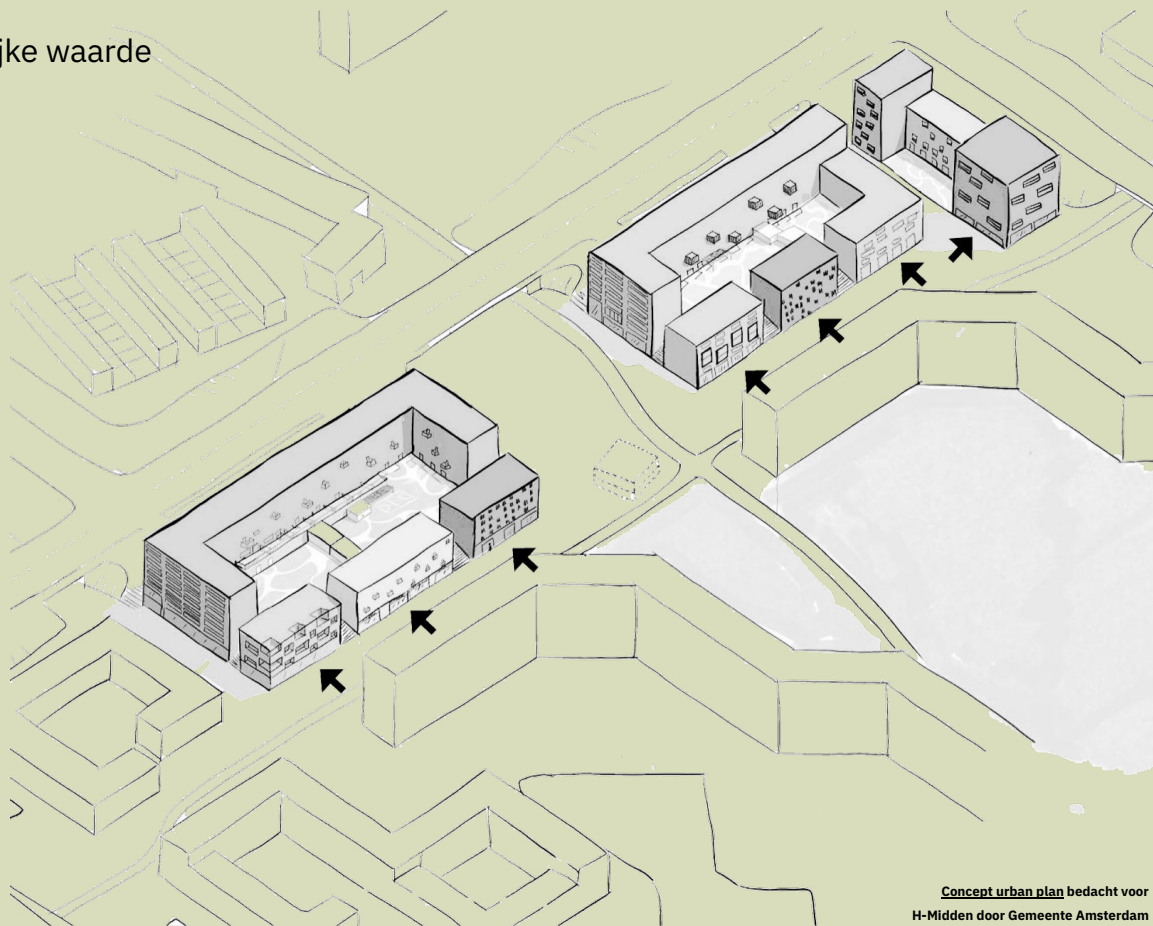 jke waarde
Concept urban plan bedacht voor
H-Midden door Gemeente Amsterdam